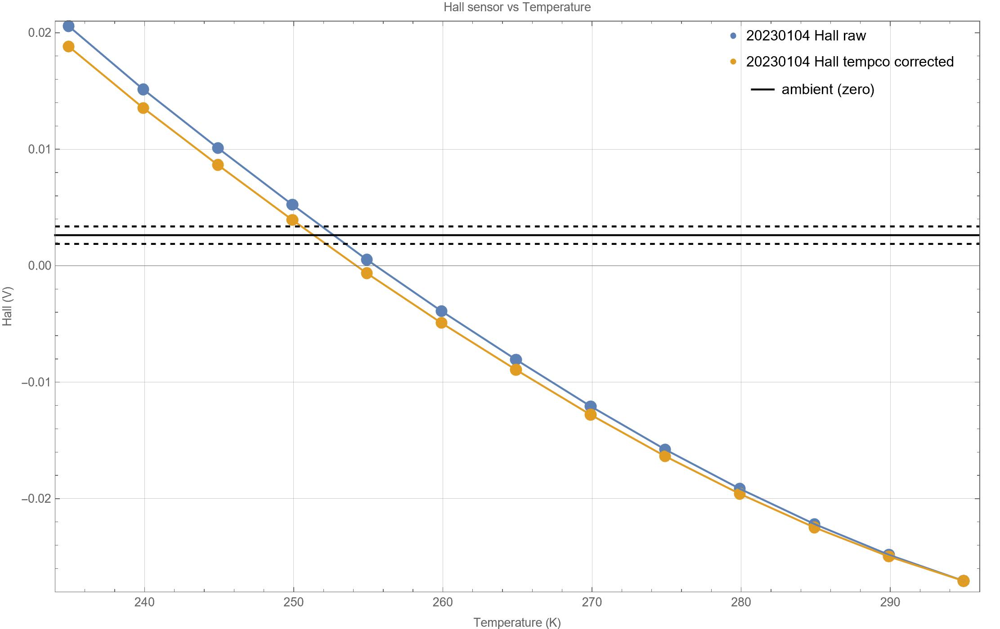 Hall sensor vs Temperature
20230104 Hall raw
20230104 Hall tempco corrected
ambient (zero)
Hall (V)
0.02
0.01
0.00
−0.01
−0.02
240 250 260 270 280 290
Temperature (K)